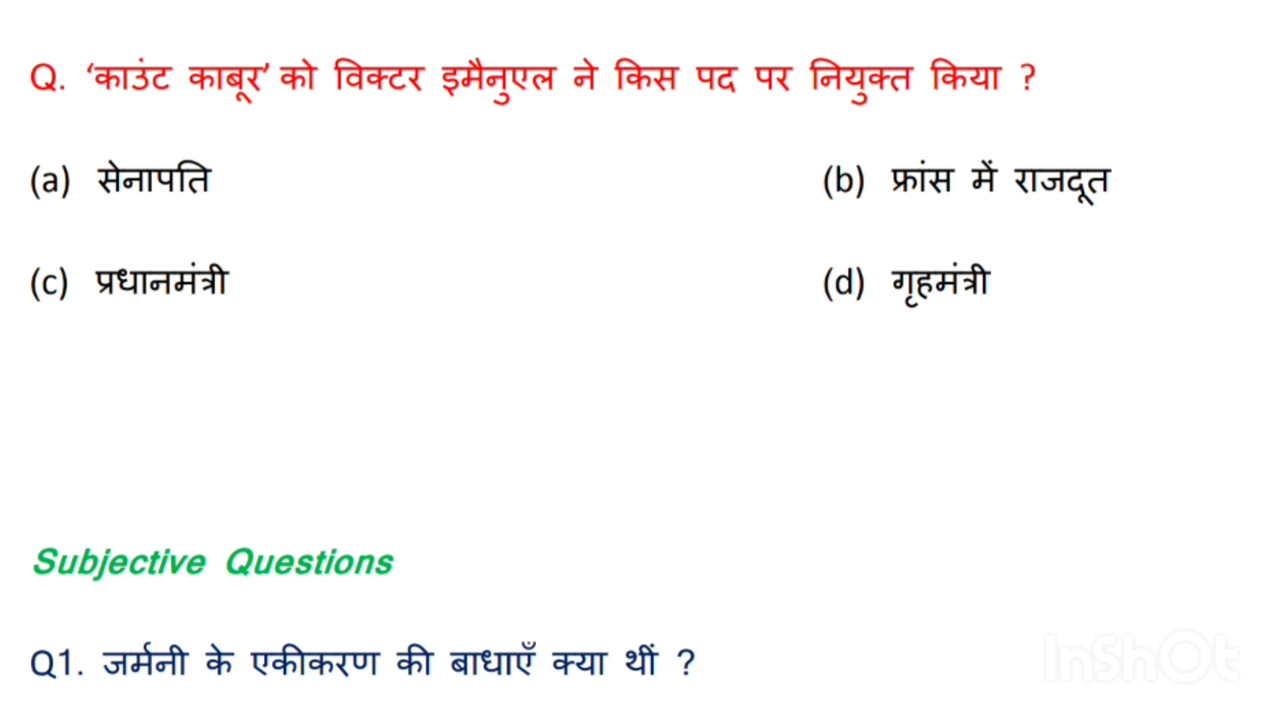 Q. ‘काउंट काबूर’ को विक्टर इमैनुएल ने किस पद पर नियुक्त किया ?
(a) सेनापति (b) फ्रांस में राजदूत
(c) प्रधानमंत्री (d) गृहमंत्री
Subjective Questions
Q1. जर्मनी के एकीकरण की बाधाएँ क्या थीं ?
InShOt